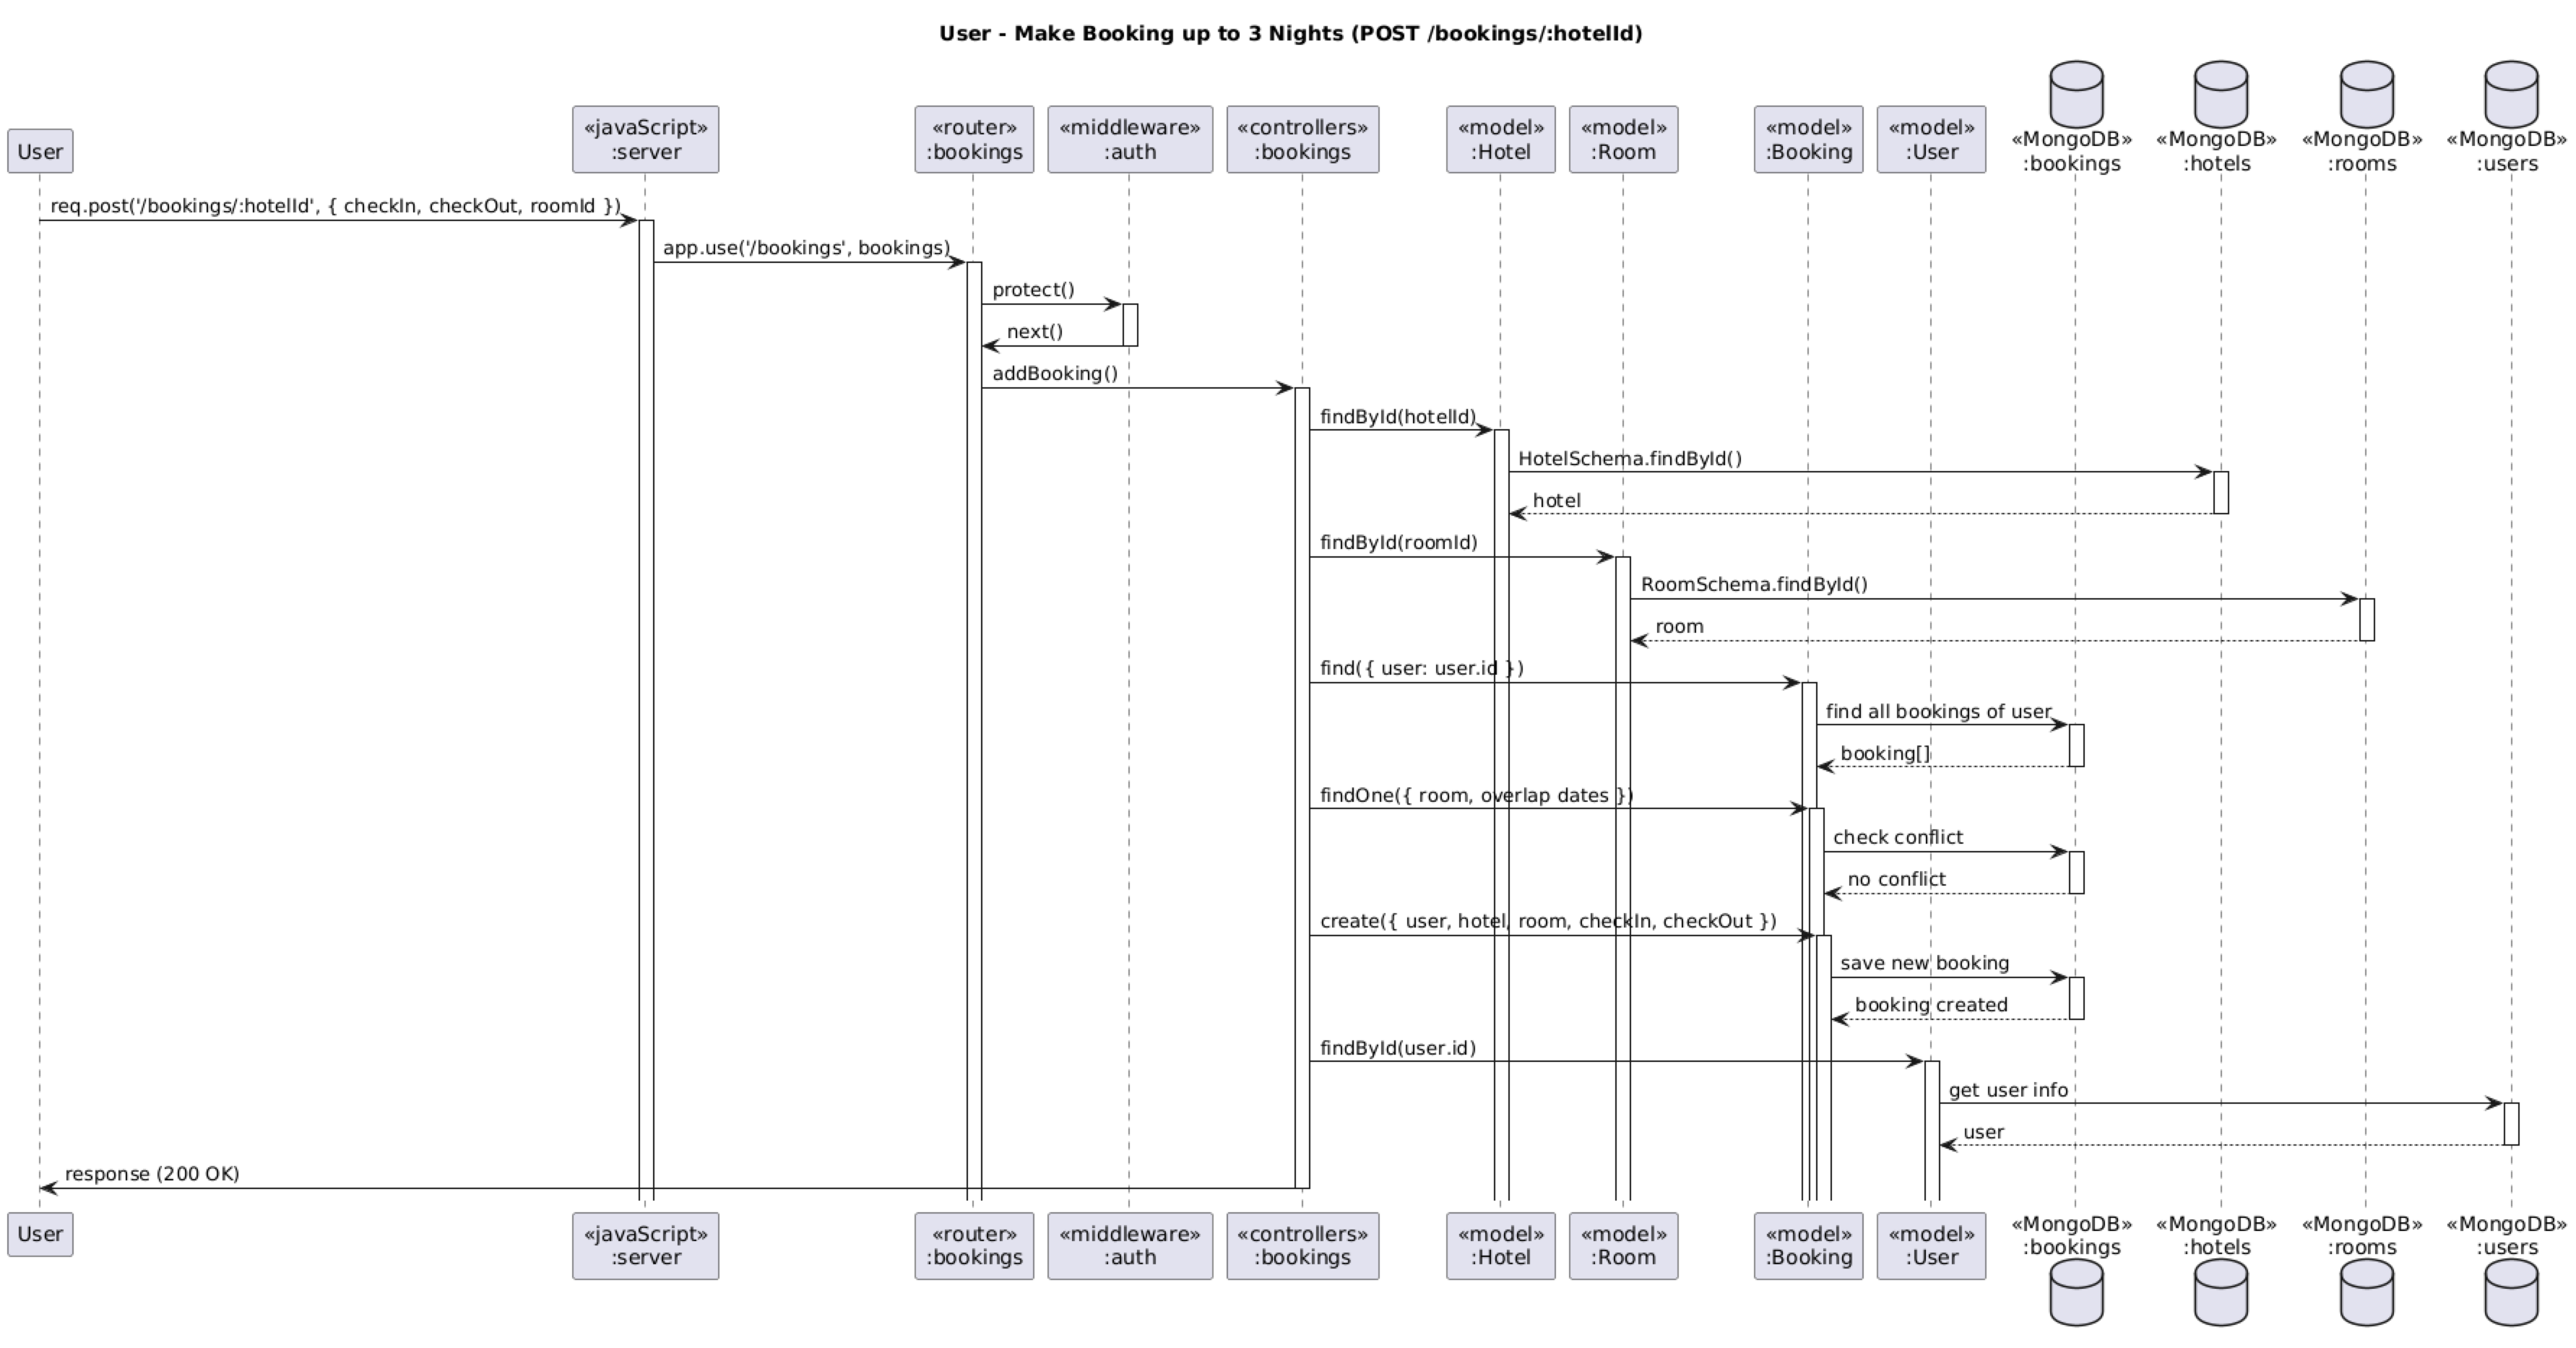 User - Make Booking up to 3 Nights (POST /bookings/:hotelId)
User
«javaScript»
:server
«router»
:bookings
«middleware»
:auth
«controllers»
:bookings
«model»
:Hotel
«model»
:Room
«model»
:Booking
«model»
:User
«MongoDB»
:bookings
«MongoDB»
:hotels
«MongoDB»
:rooms
«MongoDB»
:users
req.post('/bookings/:hotelId', { checkIn, checkOut, roomId })
app.use('/bookings', bookings)
protect()
next()
addBooking()
findById(hotelId)
HotelSchema.findById()
hotel
findById(roomId)
RoomSchema.findById()
room
find({ user: user.id })
find all bookings of user
booking[]
findOne({ room, overlap dates })
check conflict
no conflict
create({ user, hotel, room, checkIn, checkOut })
save new booking
booking created
findById(user.id)
get user info
user
response (200 OK)
User
«javaScript»
:server
«router»
:bookings
«middleware»
:auth
«controllers»
:bookings
«model»
:Hotel
«model»
:Room
«model»
:Booking
«model»
:User
«MongoDB»
:bookings
«MongoDB»
:hotels
«MongoDB»
:rooms
«MongoDB»
:users